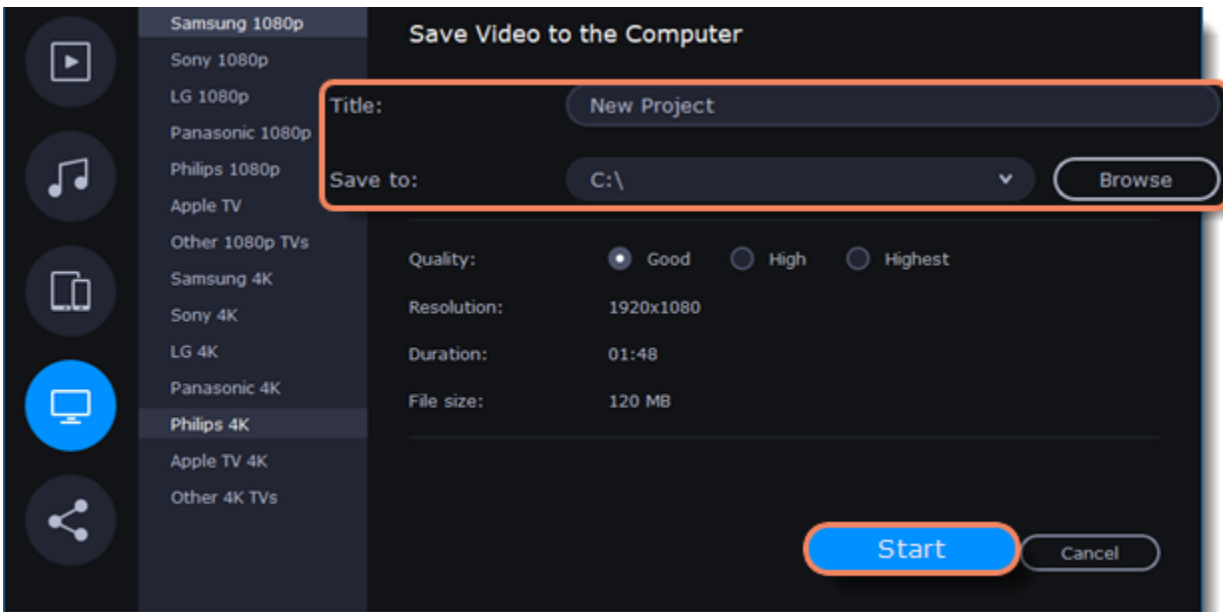 Samsung 1080p
Sony 1080p
LG 1080p
Panasonic 1080p
Philips 1080p
Apple TV
Other 1080p TVs
Samsung 4K
Sony 4K
LG 4K
Panasonic 4K
Philips 4K
Apple TV 4K
Other 4K TVs
Save Video to the Computer
Title: New Project
Save to: C:\ Browse
Quality: Good High Highest
Resolution: 1920x1080
Duration: 01:48
File size: 120 MB
Start Cancel